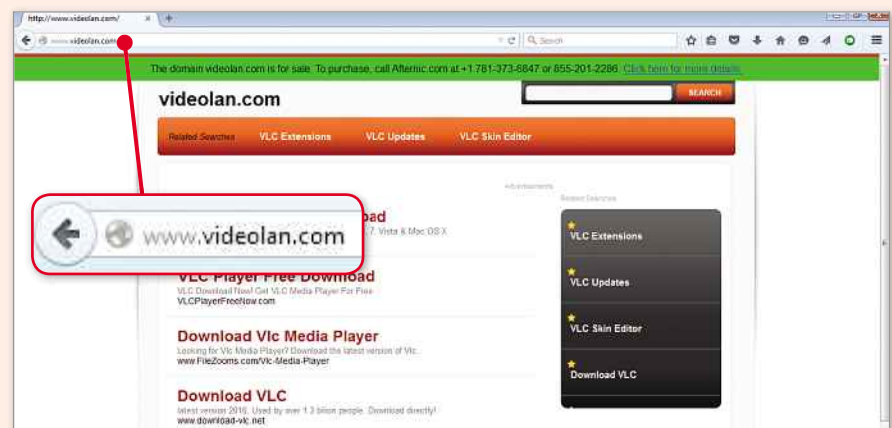 http://www.videolan.com/
www.videolan.com
Search
The domain videolan.com is for sale. To purchase, call Afternic.com at +1 781-373-6847 or 855-201-2286. Click here for more details.
videolan.com
SEARCH
Related Searches
VLC Extensions
VLC Updates
VLC Skin Editor
Advertisements
Related Searches
7, Vista & Mac OS X
www.videolan.com
VLC Extensions
VLC Player Free Download
VLC Download Now! Get VLC Media Player For Free
VLCPlayerFreeNow.com
VLC Updates
Download Vlc Media Player
Looking for Vlc Media Player? Download the latest version of Vlc.
www.FileZooms.com/Vlc-Media-Player
VLC Skin Editor
Download VLC
Download VLC
latest version 2016. Used by over 1.3 billion people. Download directly!
www.download-vlc.net